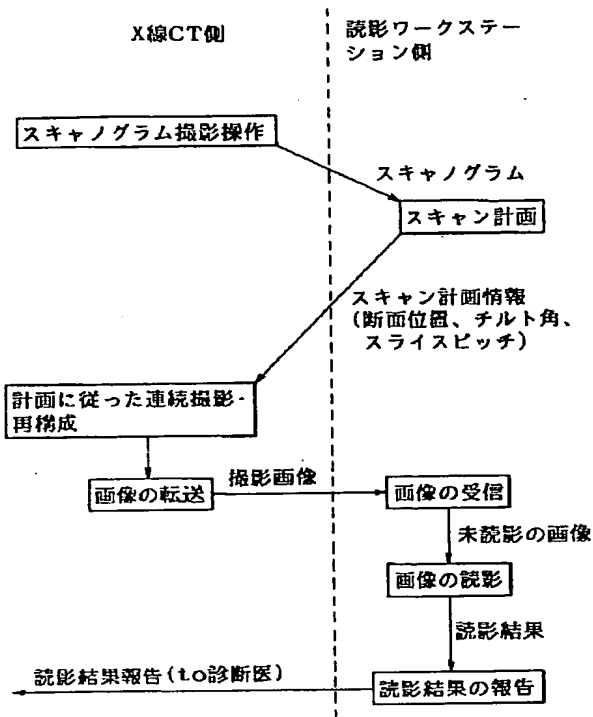 X線CT側
読影ワークステー
ション側
スキャノグラム撮影操作
スキャノグラム
スキャン計画
スキャン計画情報
(断面位置、チルト角、
スライスピッチ)
計画に従った連続撮影・
再構成
画像の転送
撮影画像
画像の受信
未読影の画像
画像の読影
読影結果
読影結果報告(to診断医)
読影結果の報告